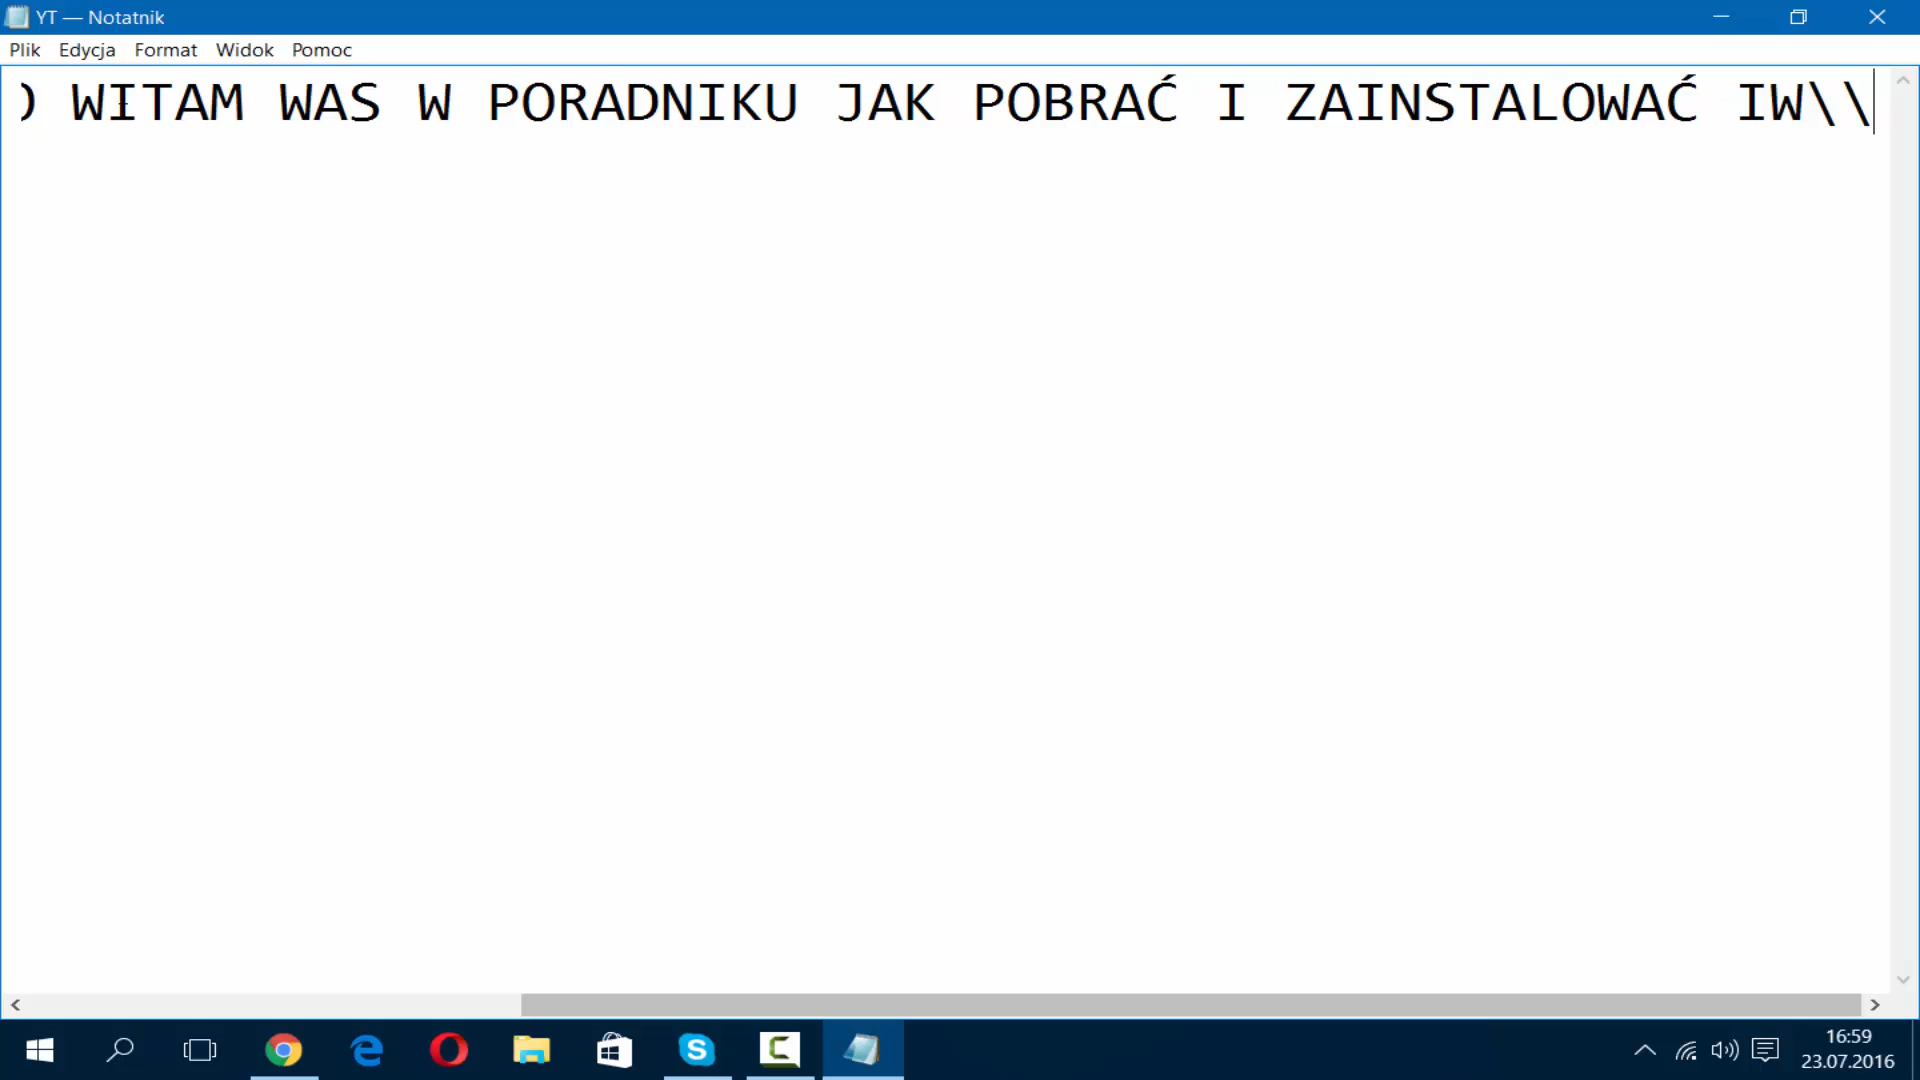 YT — Notatnik
Plik Edycja Format Widok Pomoc
) WITAM WAS W PORADNIKU JAK POBRAĆ I ZAINSTALOWAĆ IW\\
16:59
23.07.2016